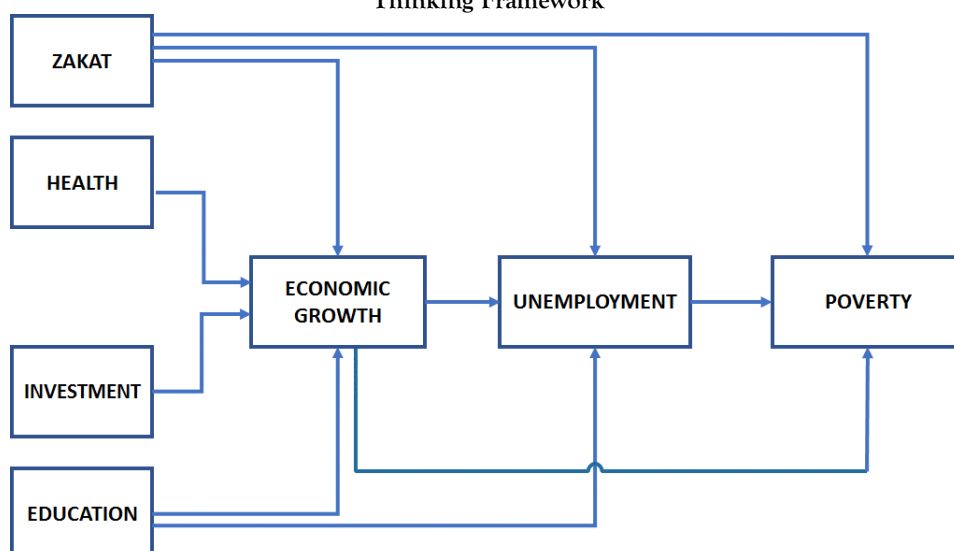 Thinking Framework
ZAKAT
HEALTH
ECONOMIC
GROWTH
UNEMPLOYMENT
POVERTY
INVESTMENT
EDUCATION